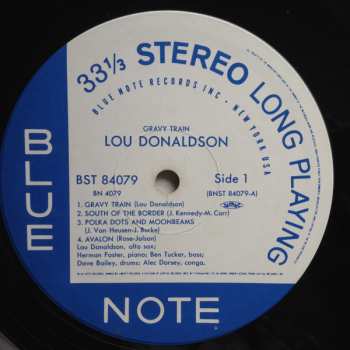 33⅓ STEREO LONG PLAYING
BLUE NOTE RECORDS INC · NEW YORK USA
GRAVY TRAIN
LOU DONALDSON
BST 84079
Side 1
BN 4079
(BNST 84079-A)
1. GRAVY TRAIN (Lou Donaldson)
2. SOUTH OF THE BORDER (J. Kennedy-M. Carr)
3. POLKA DOTS AND MOONBEAMS
(J. Van Heusen-J. Burke)
4. AVALON (Rose-Jolson)
Lou Donaldson, alto sax;
Herman Foster, piano; Ben Tucker, bass;
Dave Bailey, drums; Alec Dorsey, conga.
BLUE
NOTE